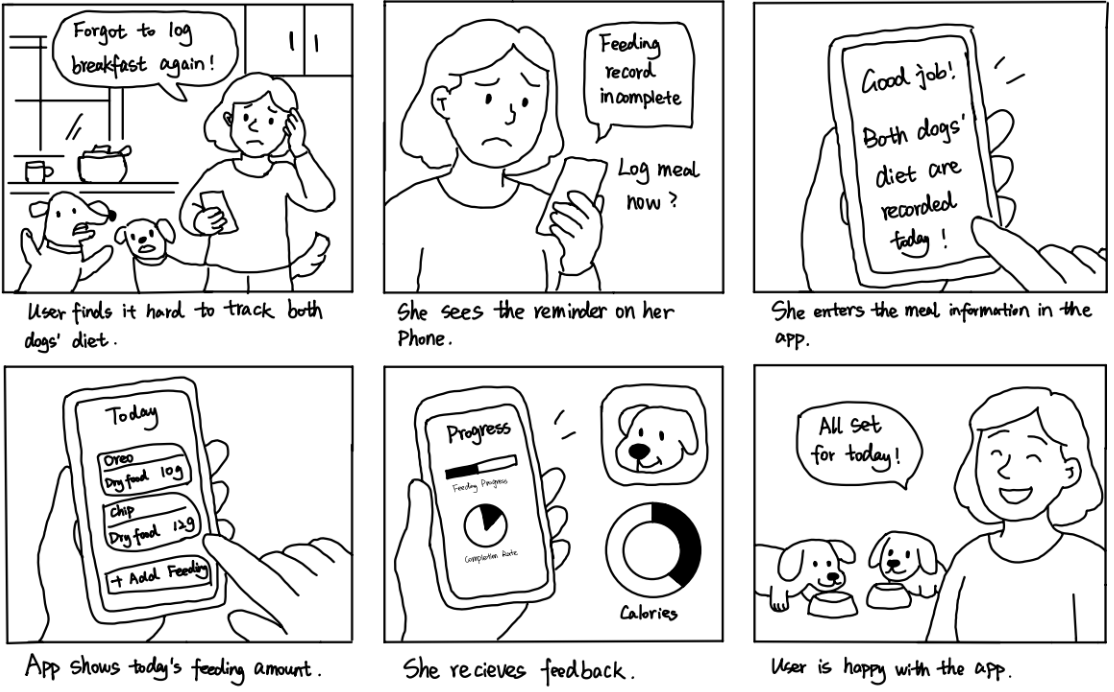 Forgot to log
breakfast again!
User finds it hard to track both
dogs' diet.
Feeding
record
incomplete
Log meal
now?
She sees the reminder on her
Phone.
Good job!
Both dogs'
diet are
recorded
today!
She enters the meal information in the
app.
Today
Oreo
Dry food 10g
Chip
Dry food 12g
+ Add Feeding
App shows today's feeding amount.
Progress
Feeding Progress
Completion Rate
Calories
She recieves feedback.
All set
for today!
User is happy with the app.